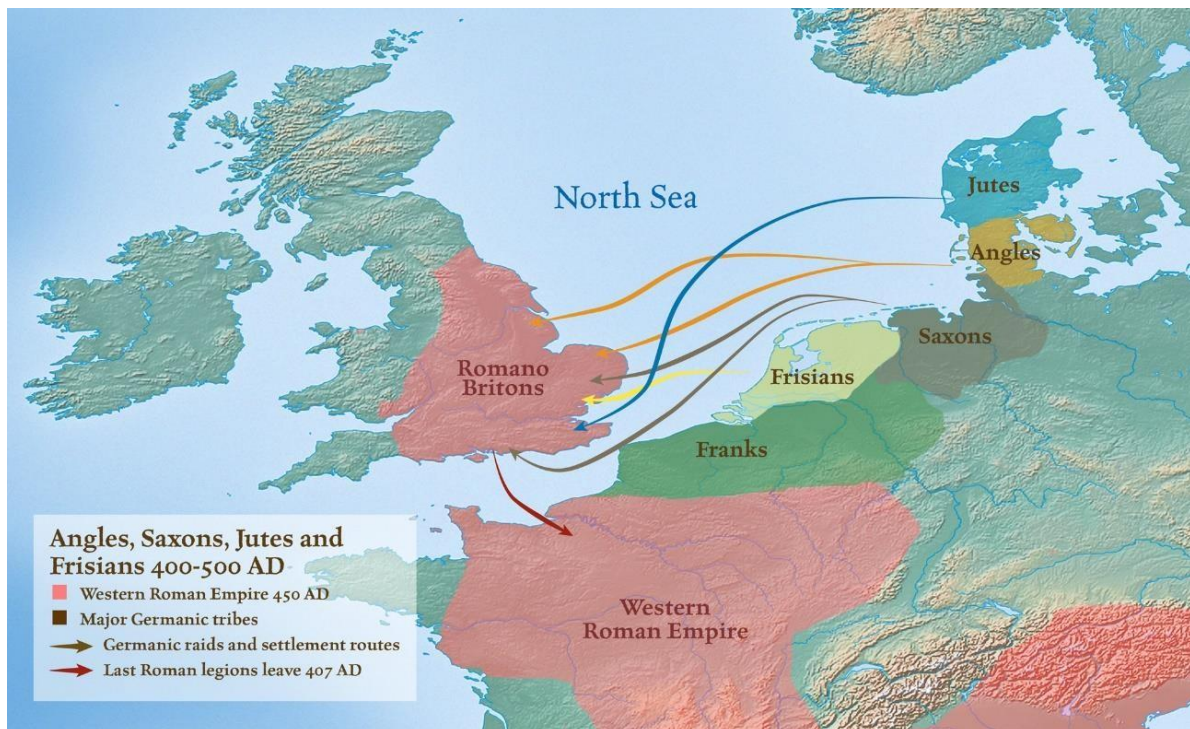 North Sea
Jutes
Angles
Saxons
Frisians
Romano
Britons
Franks
Western
Roman Empire
Angles, Saxons, Jutes and
Frisians 400-500 AD
Western Roman Empire 450 AD
Major Germanic tribes
Germanic raids and settlement routes
Last Roman legions leave 407 AD